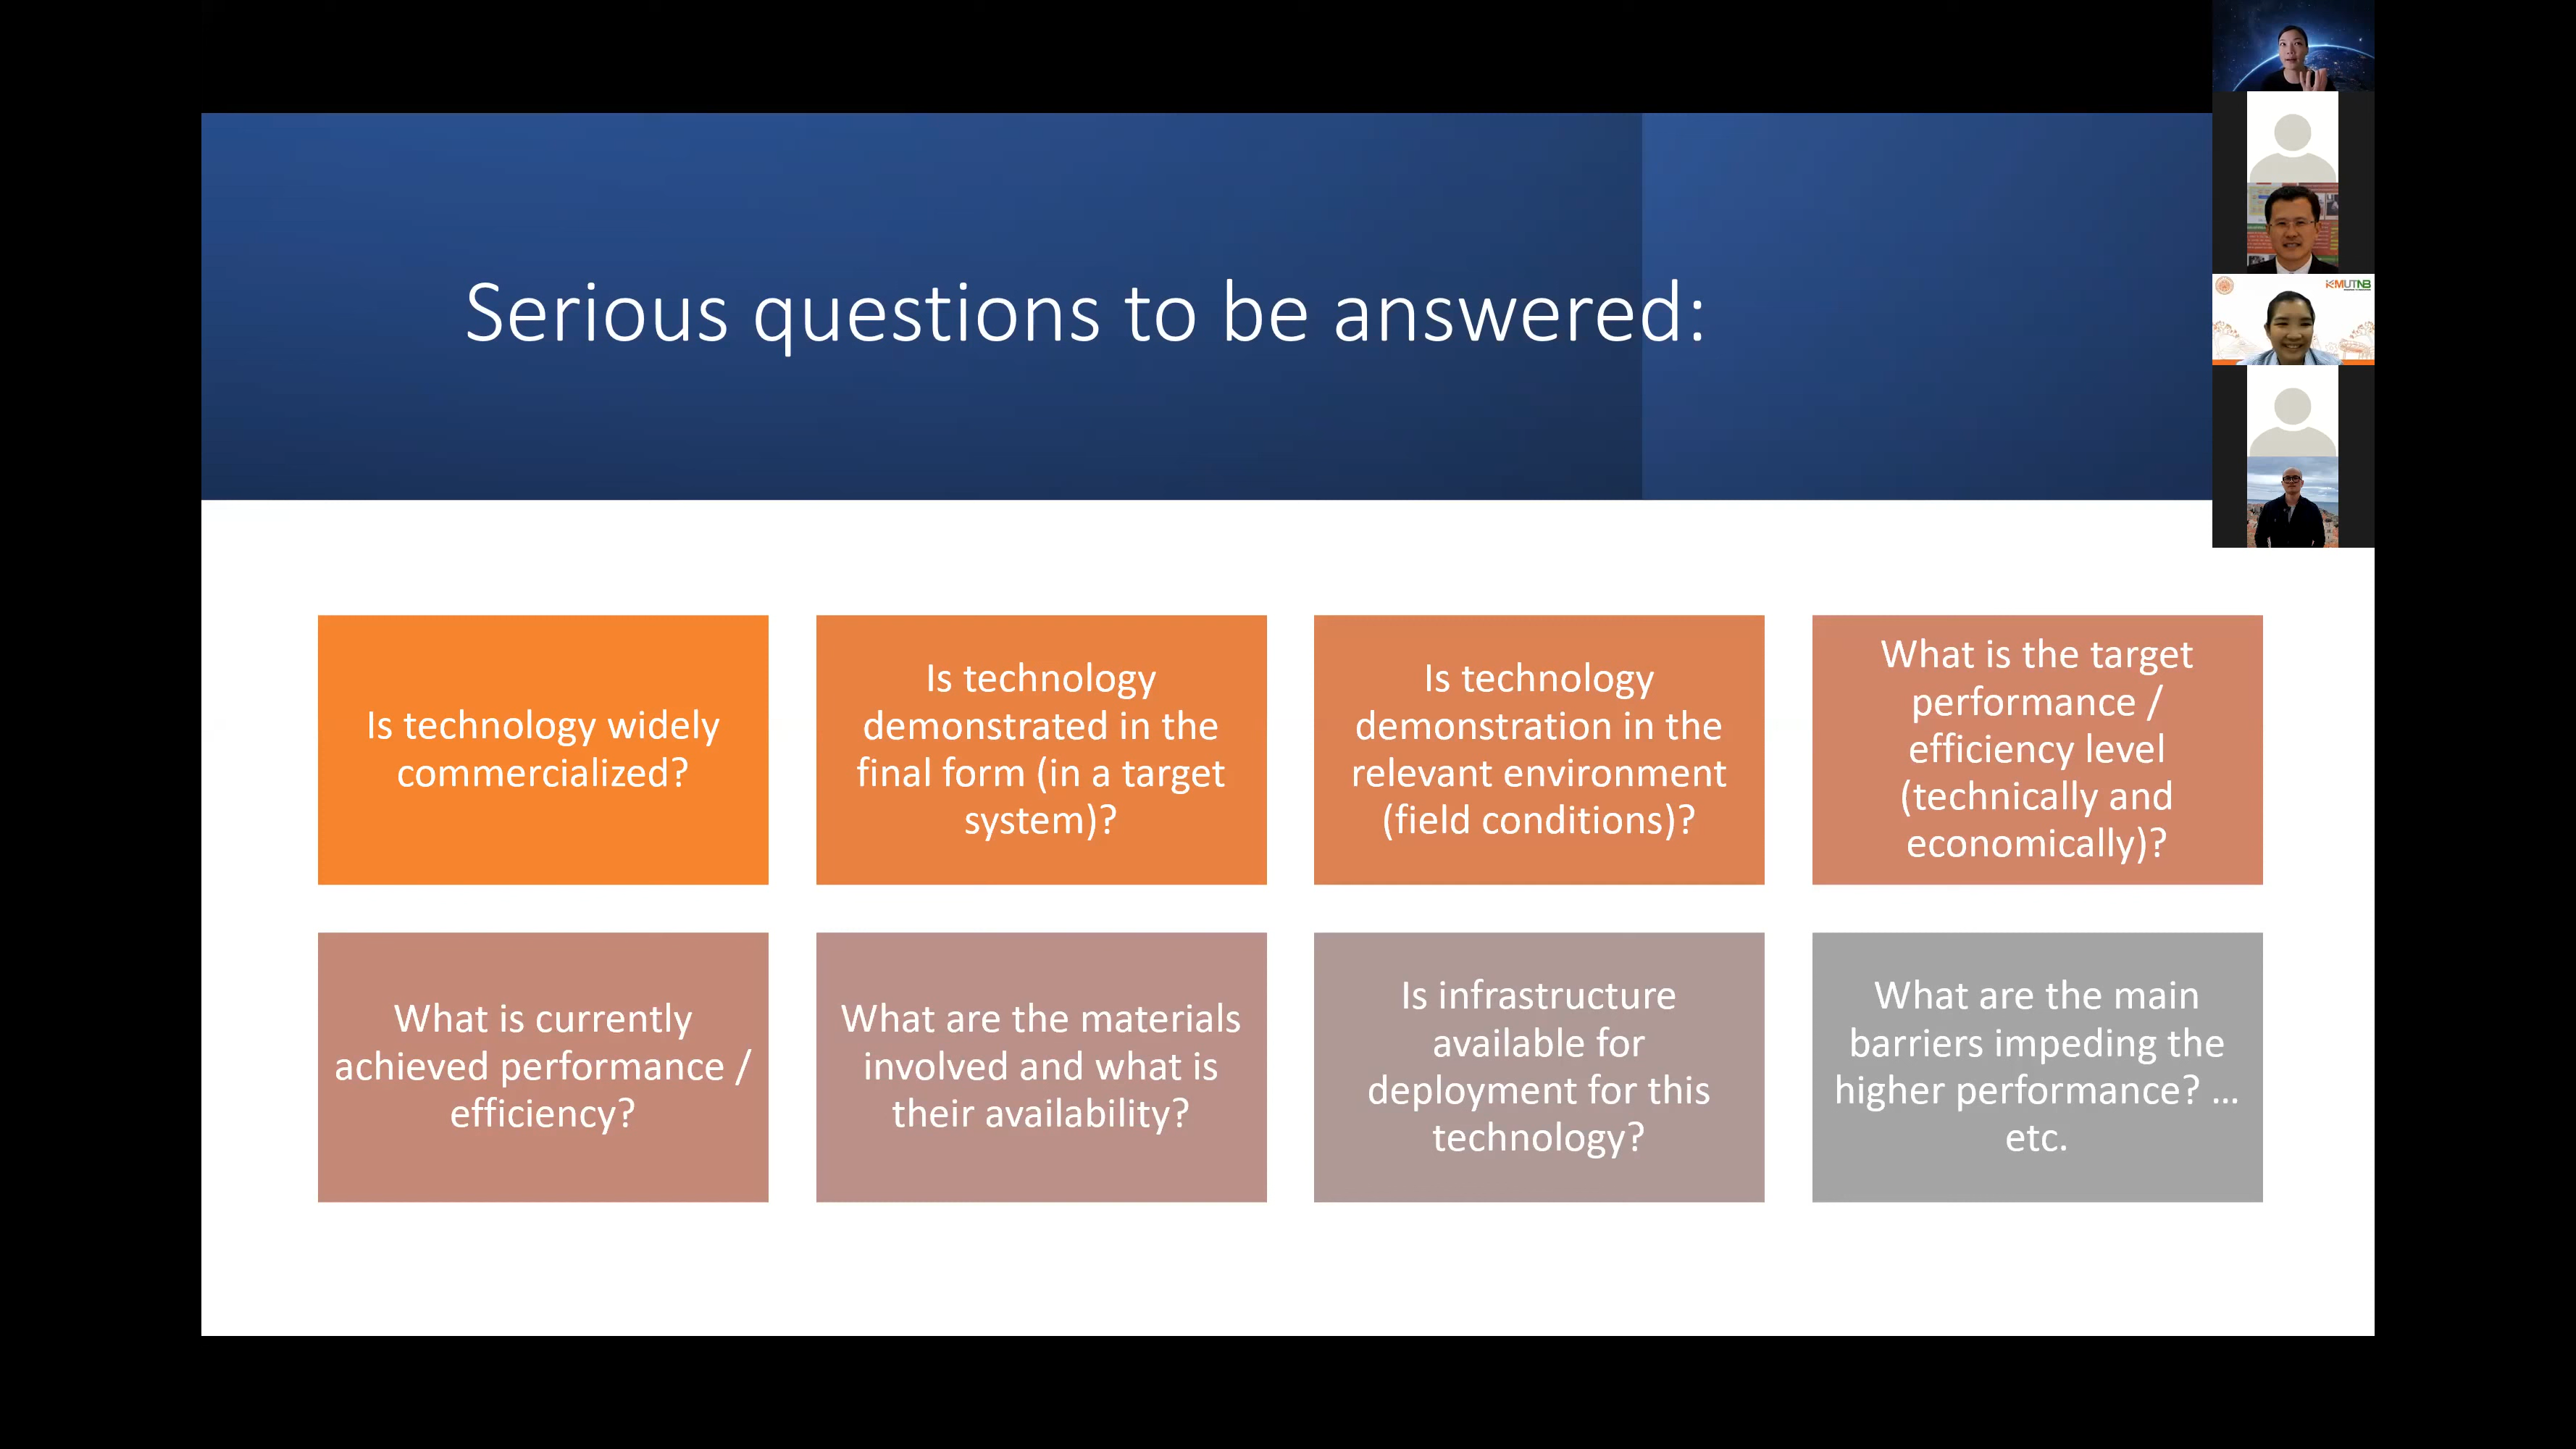 Serious questions to be answered:
KMUTNB
Is technology widely
commercialized?
Is technology
demonstrated in the
final form (in a target
system)?
Is technology
demonstration in the
relevant environment
(field conditions)?
What is the target
performance /
efficiency level
(technically and
economically)?
What is currently
achieved performance /
efficiency?
What are the materials
involved and what is
their availability?
Is infrastructure
available for
deployment for this
technology?
What are the main
barriers impeding the
higher performance? ...
etc.